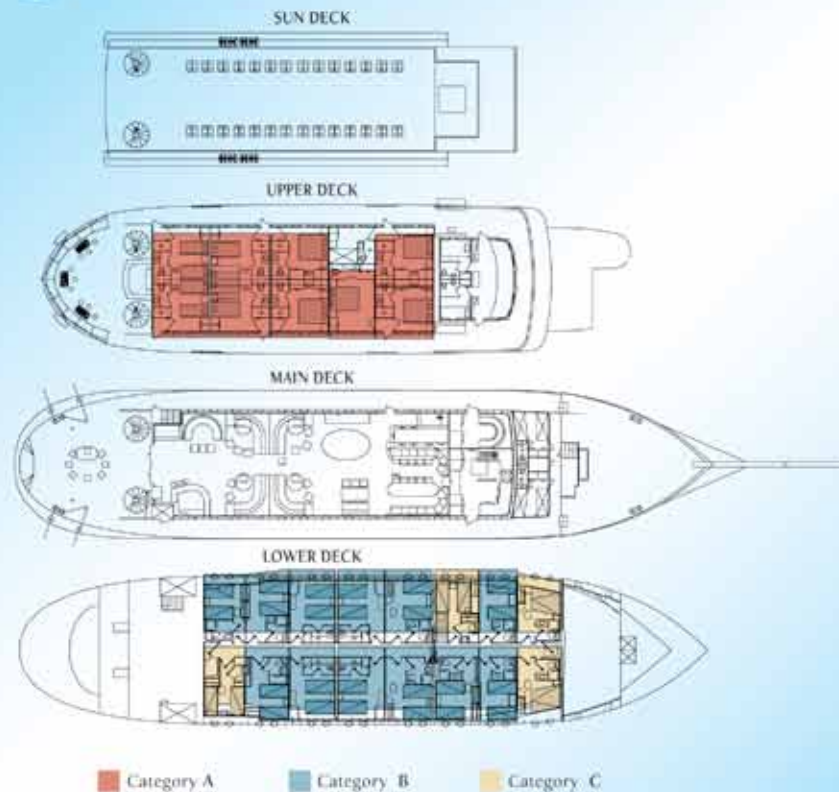 SUN DECK
UPPER DECK
MAIN DECK
LOWER DECK
Category A Category B Category C